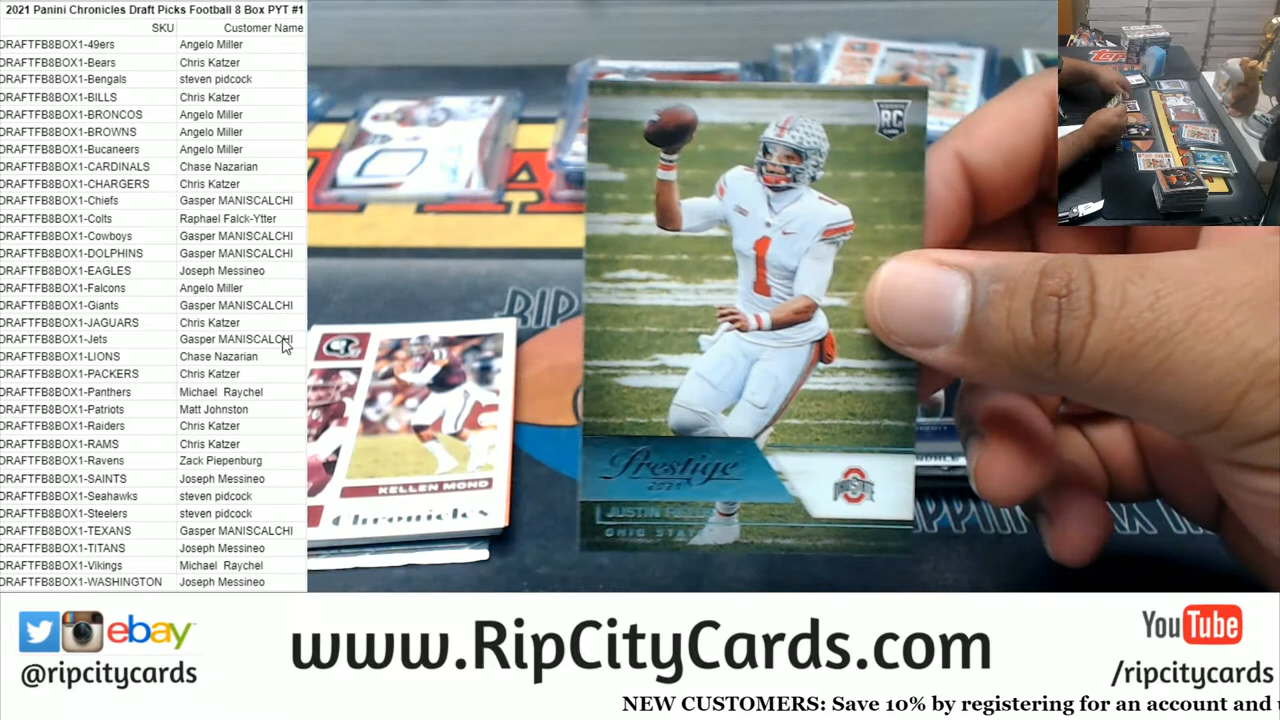 2021 Panini Chronicles Draft Picks Football 8 Box PYT #1
SKU Customer Name
DRAFTFB8BOX1-49ers Angelo Miller
DRAFTFB8BOX1-Bears Chris Katzer
DRAFTFB8BOX1-Bengals steven pidcock
DRAFTFB8BOX1-BILLS Chris Katzer
DRAFTFB8BOX1-BRONCOS Angelo Miller
DRAFTFB8BOX1-BROWNS Angelo Miller
DRAFTFB8BOX1-Bucaneers Angelo Miller
DRAFTFB8BOX1-CARDINALS Chase Nazarian
DRAFTFB8BOX1-CHARGERS Chris Katzer
DRAFTFB8BOX1-Chiefs Gasper MANISCALCHI
DRAFTFB8BOX1-Colts Raphael Falck-Ytter
DRAFTFB8BOX1-Cowboys Gasper MANISCALCHI
DRAFTFB8BOX1-DOLPHINS Gasper MANISCALCHI
DRAFTFB8BOX1-EAGLES Joseph Messineo
DRAFTFB8BOX1-Falcons Angelo Miller
DRAFTFB8BOX1-Giants Gasper MANISCALCHI
DRAFTFB8BOX1-JAGUARS Chris Katzer
DRAFTFB8BOX1-Jets Gasper MANISCALCHI
DRAFTFB8BOX1-LIONS Chase Nazarian
DRAFTFB8BOX1-PACKERS Chris Katzer
DRAFTFB8BOX1-Panthers Michael Raychel
DRAFTFB8BOX1-Patriots Matt Johnston
DRAFTFB8BOX1-Raiders Chris Katzer
DRAFTFB8BOX1-RAMS Chris Katzer
DRAFTFB8BOX1-Ravens Zack Piepenburg
DRAFTFB8BOX1-SAINTS Joseph Messineo
DRAFTFB8BOX1-Seahawks steven pidcock
DRAFTFB8BOX1-Steelers steven pidcock
DRAFTFB8BOX1-TEXANS Gasper MANISCALCHI
DRAFTFB8BOX1-TITANS Joseph Messineo
DRAFTFB8BOX1-Vikings Michael Raychel
DRAFTFB8BOX1-WASHINGTON Joseph Messineo
RC
1
Prestige
2021
JUSTIN
OHIO
OHIO STATE
KELLEN MOND
Chronicles
RIP
ebay
@ripcitycards
www.RipCityCards.com
YouTube
/ripcitycards
NEW CUSTOMERS: Save 10% by registering for an account and